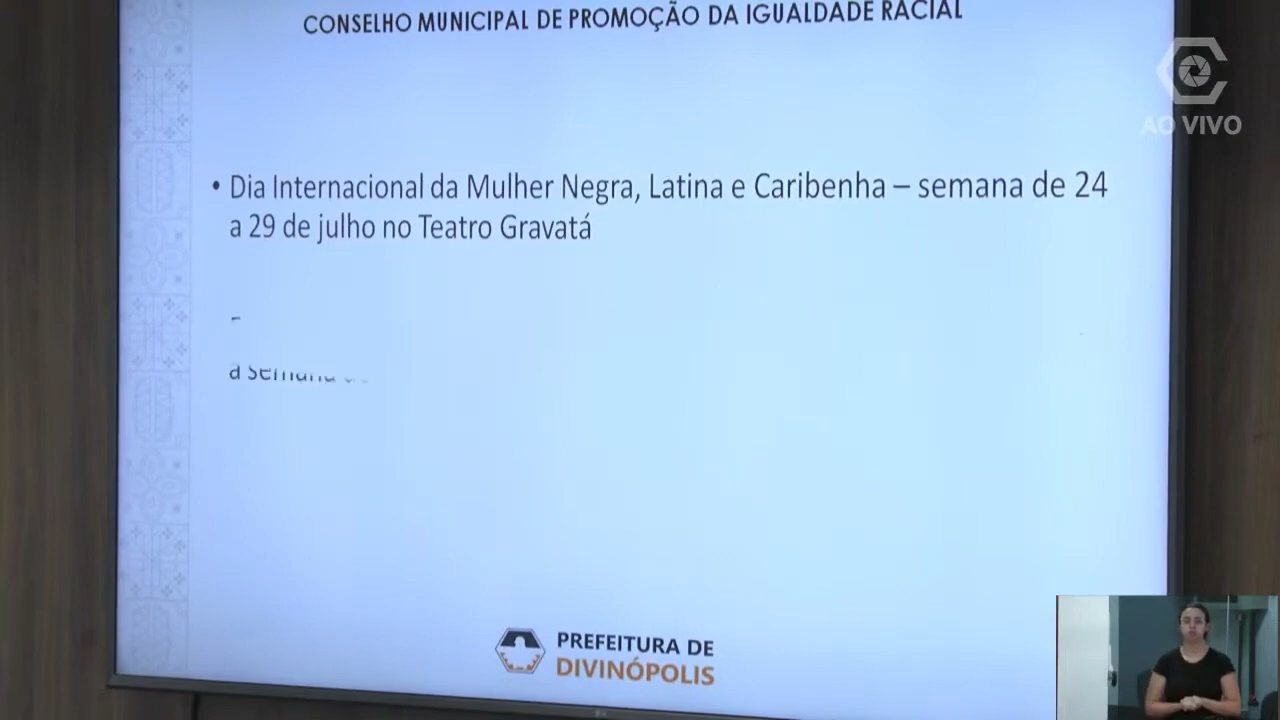 CONSELHO MUNICIPAL DE PROMOÇÃO DA IGUALDADE RACIAL
AO VIVO
• Dia Internacional da Mulher Negra, Latina e Caribenha – semana de 24
a 29 de julho no Teatro Gravatá
PREFEITURA DE
DIVINÓPOLIS